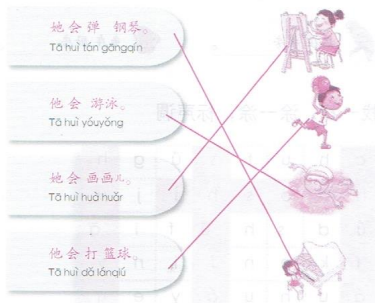 她会弹 钢琴。
Tā huì tán gāngqín
他会 游泳。
Tā huì yóuyǒng
她会画画儿。
Tā huì huà huàr
他会打篮球。
Tā huì dǎ lánqiú